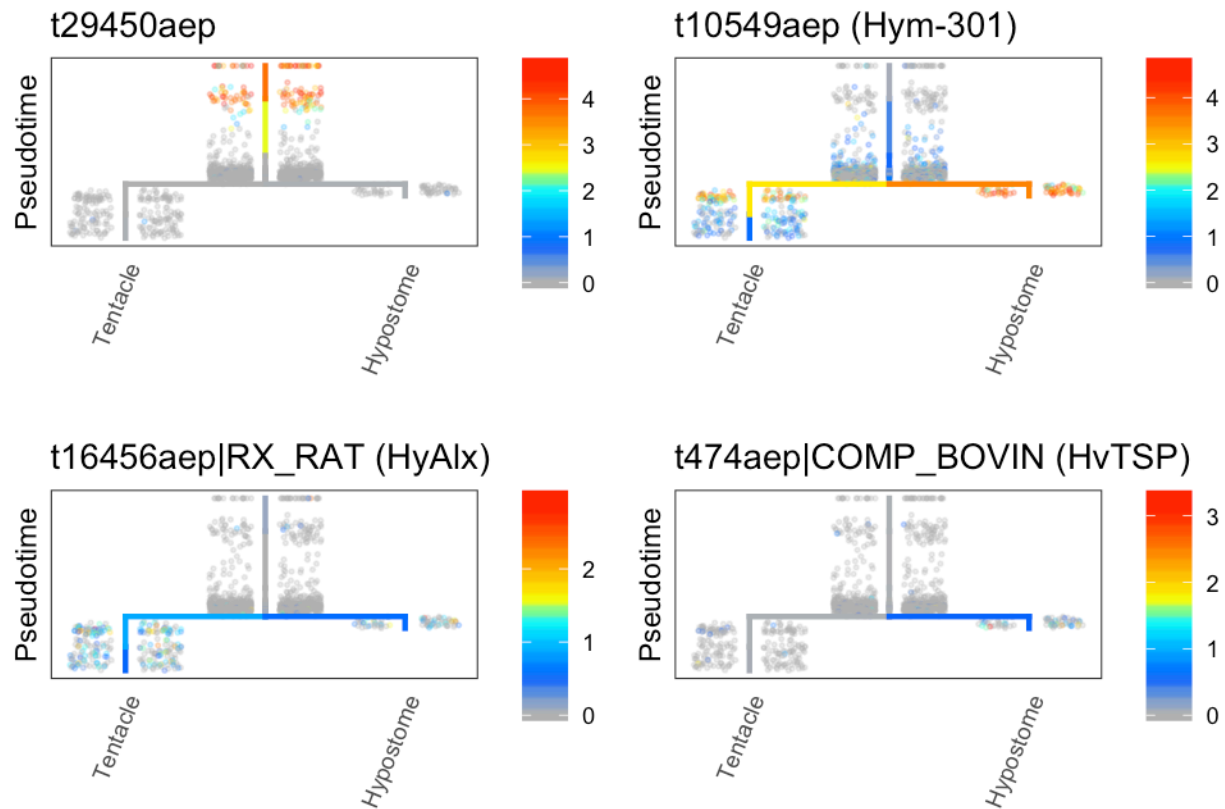 t29450aep
t10549aep (Hym-301)
Pseudotime
4
3
2
1
0
Tentacle
Hypostome
Pseudotime
4
3
2
1
0
Tentacle
Hypostome
t16456aep|RX_RAT (HyAlx)
t474aep|COMP_BOVIN (HvTSP)
Pseudotime
2
1
0
Tentacle
Hypostome
Pseudotime
3
2
1
0
Tentacle
Hypostome